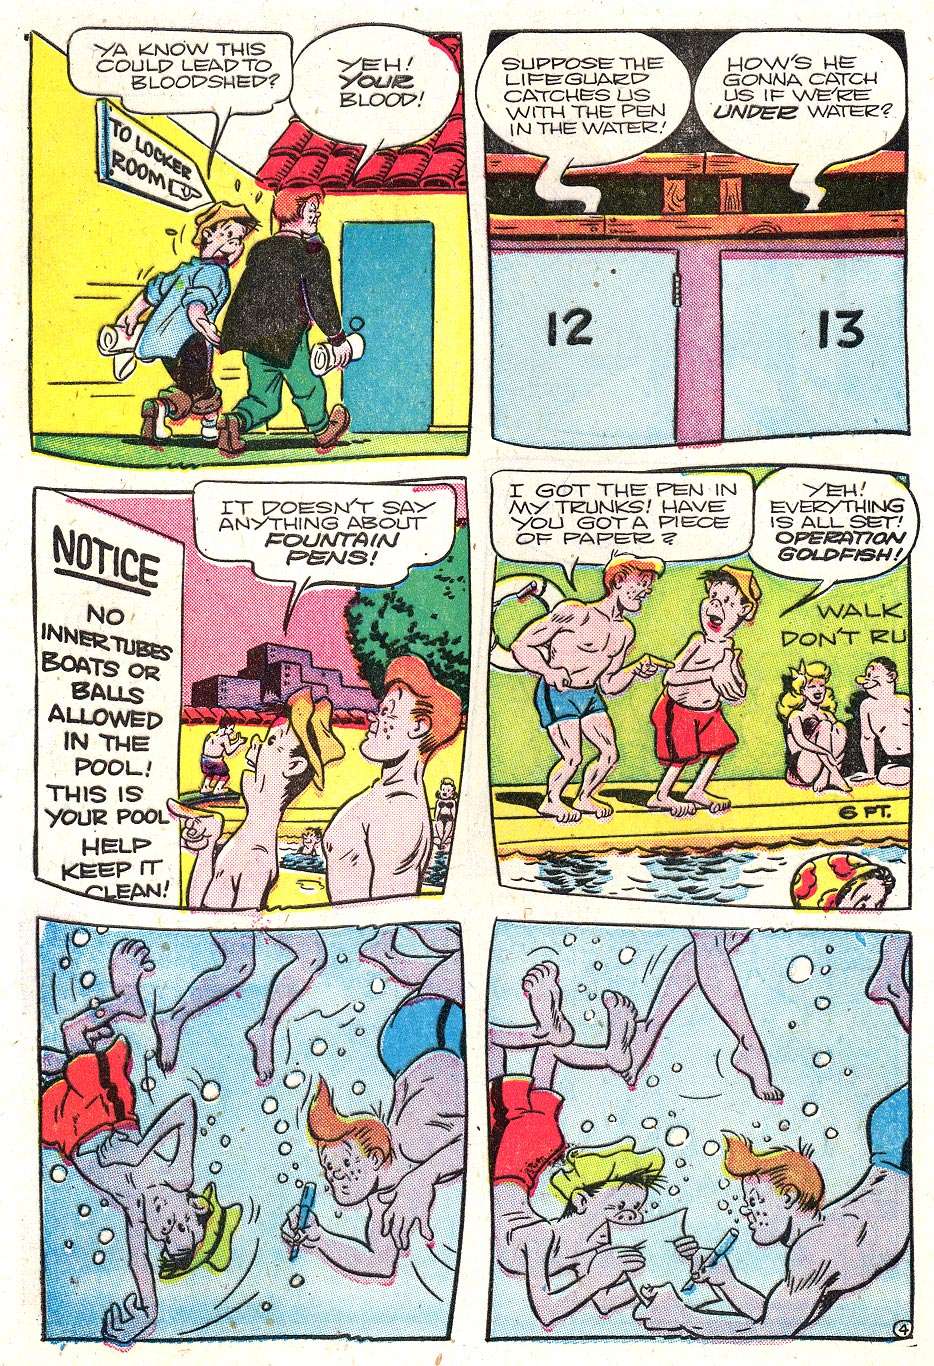 YA KNOW THIS
COULD LEAD TO
BLOODSHED?
YEH!
YOUR
BLOOD!
TO LOCKER
ROOM
SUPPOSE THE
LIFEGUARD
CATCHES US
WITH THE PEN
IN THE WATER!
HOW'S HE
GONNA CATCH
US IF WE'RE
UNDER WATER?
12
13
NOTICE
NO
INNERTUBES
BOATS OR
BALLS
ALLOWED
IN THE
POOL!
THIS IS
YOUR POOL
HELP
KEEP IT
CLEAN!
IT DOESN'T SAY
ANYTHING ABOUT
FOUNTAIN
PENS!
I GOT THE PEN IN
MY TRUNKS! HAVE
YOU GOT A PIECE
OF PAPER?
YEH!
EVERYTHING
IS ALL SET!
OPERATION
GOLDFISH!
WALK
DON'T RU
6 FT.
4